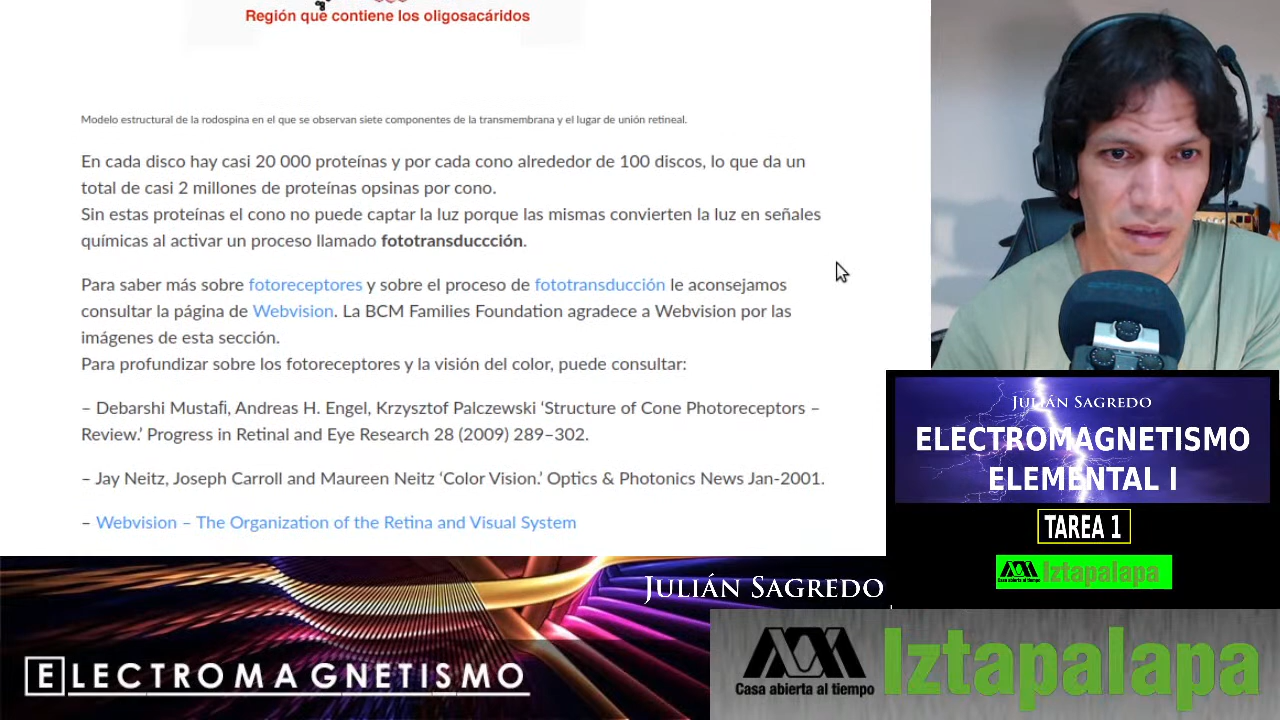 Región que contiene los oligosacáridos
Modelo estructural de la rodospina en el que se observan siete componentes de la transmembrana y el lugar de unión retineal.
En cada disco hay casi 20 000 proteínas y por cada cono alrededor de 100 discos, lo que da un
total de casi 2 millones de proteínas opsinas por cono.
Sin estas proteínas el cono no puede captar la luz porque las mismas convierten la luz en señales
químicas al activar un proceso llamado fototransduccción.
Para saber más sobre fotoreceptores y sobre el proceso de fototransducción le aconsejamos
consultar la página de Webvision. La BCM Families Foundation agradece a Webvision por las
imágenes de esta sección.
Para profundizar sobre los fotoreceptores y la visión del color, puede consultar:
– Debarshi Mustafi, Andreas H. Engel, Krzysztof Palczewski ‘Structure of Cone Photoreceptors –
Review.’ Progress in Retinal and Eye Research 28 (2009) 289–302.
– Jay Neitz, Joseph Carroll and Maureen Neitz ‘Color Vision.’ Optics & Photonics News Jan-2001.
– Webvision – The Organization of the Retina and Visual System
JULIÁN SAGREDO
ELECTROMAGNETISMO
ELEMENTAL I
TAREA 1
Casa abierta al tiempo
Iztapalapa
JULIÁN SAGREDO
ELECTROMAGNETISMO
Casa abierta al tiempo
Iztapalapa